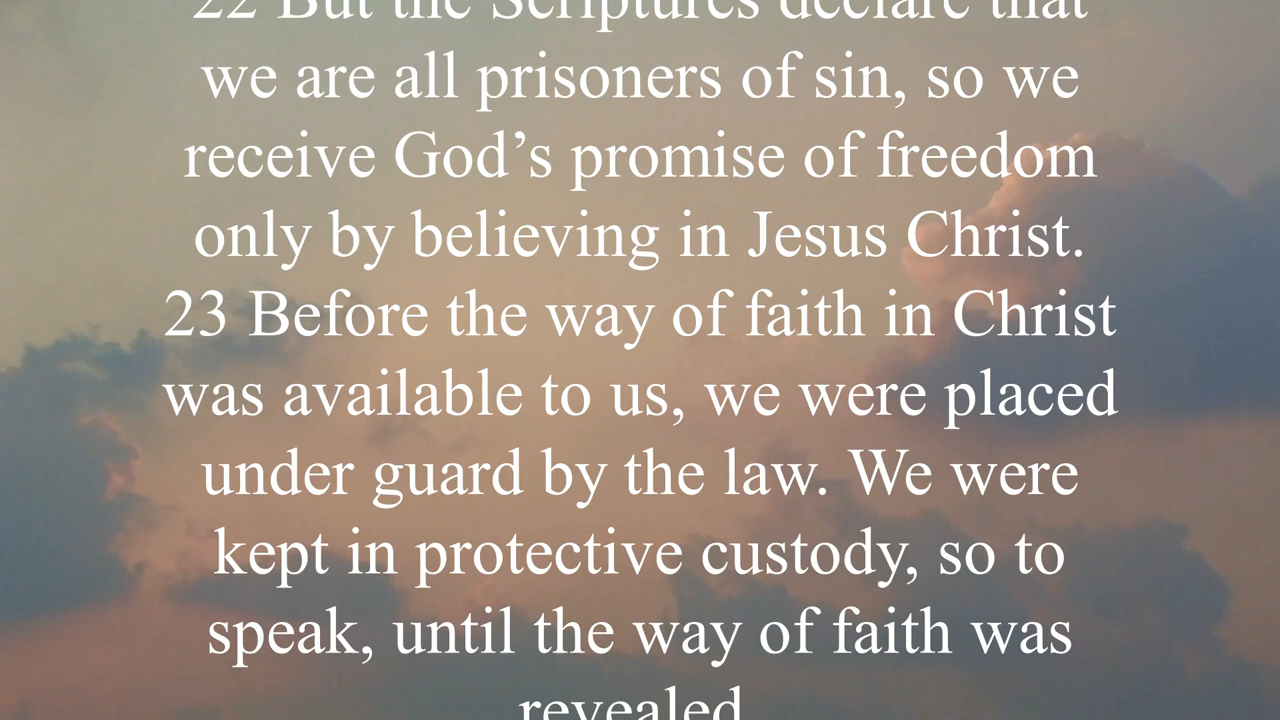 22 But the Scriptures declare that
we are all prisoners of sin, so we
receive God’s promise of freedom
only by believing in Jesus Christ.
23 Before the way of faith in Christ
was available to us, we were placed
under guard by the law. We were
kept in protective custody, so to
speak, until the way of faith was
revealed.